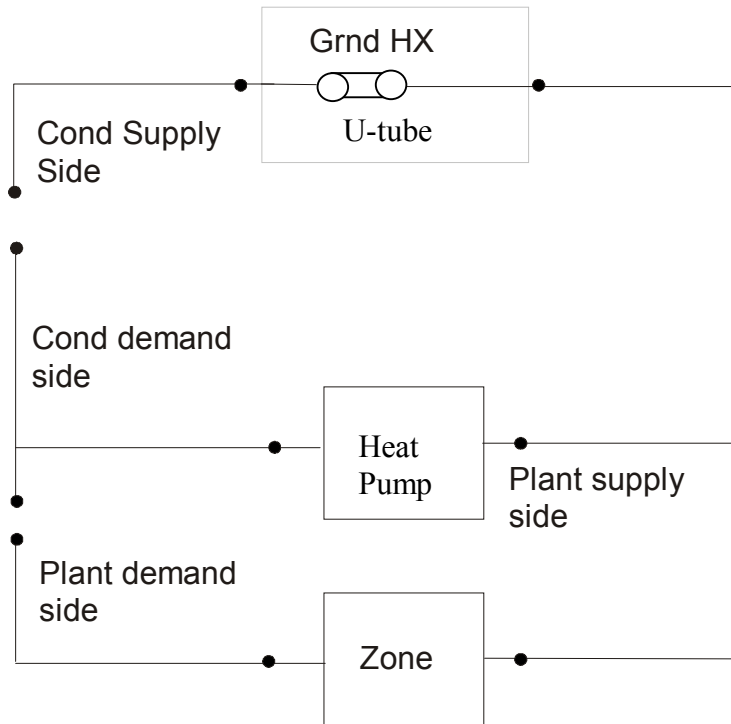 Grnd HX
U-tube
Cond Supply
Side
Cond demand
side
Heat
Pump
Plant supply
side
Plant demand
side
Zone